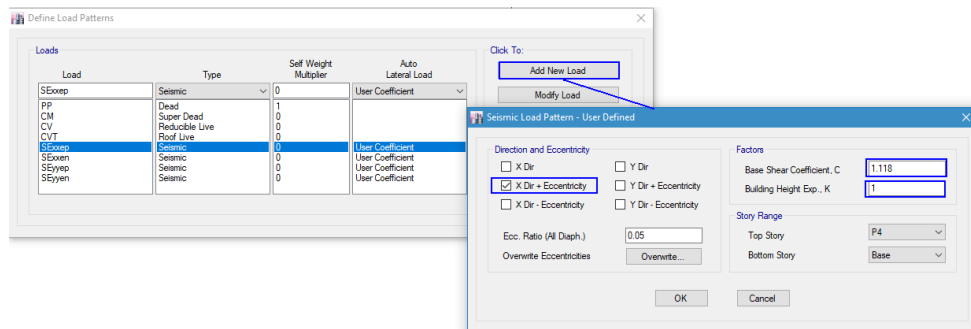 Define Load Patterns
Loads
Click To:
Load
Type
Self Weight
Multiplier
Auto
Lateral Load
Add New Load
SExxep
Seismic
0
User Coefficient
Modify Load
PP
Dead
1
CM
Super Dead
0
CV
Reducible Live
0
CVT
Roof Live
0
SExxep
Seismic
0
User Coefficient
SExxen
Seismic
0
User Coefficient
SEyyep
Seismic
0
User Coefficient
SEyyen
Seismic
0
User Coefficient
Seismic Load Pattern - User Defined
Direction and Eccentricity
X Dir
Y Dir
X Dir + Eccentricity
Y Dir + Eccentricity
X Dir - Eccentricity
Y Dir - Eccentricity
Ecc. Ratio (All Diaph.)
0.05
Overwrite Eccentricities
Overwrite...
Factors
Base Shear Coefficient, C
1.118
Building Height Exp., K
1
Story Range
Top Story
P4
Bottom Story
Base
OK
Cancel